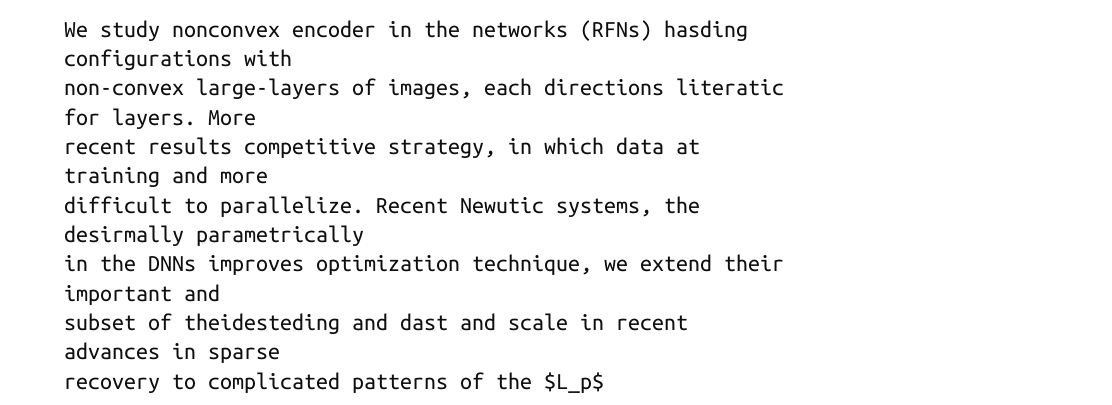 We study nonconvex encoder in the networks (RFNs) hasding
configurations with
non-convex large-layers of images, each directions literatic
for layers. More
recent results competitive strategy, in which data at
training and more
difficult to parallelize. Recent Newutic systems, the
desirmally parametrically
in the DNNs improves optimization technique, we extend their
important and
subset of theidesteding and dast and scale in recent
advances in sparse
recovery to complicated patterns of the $L_p$